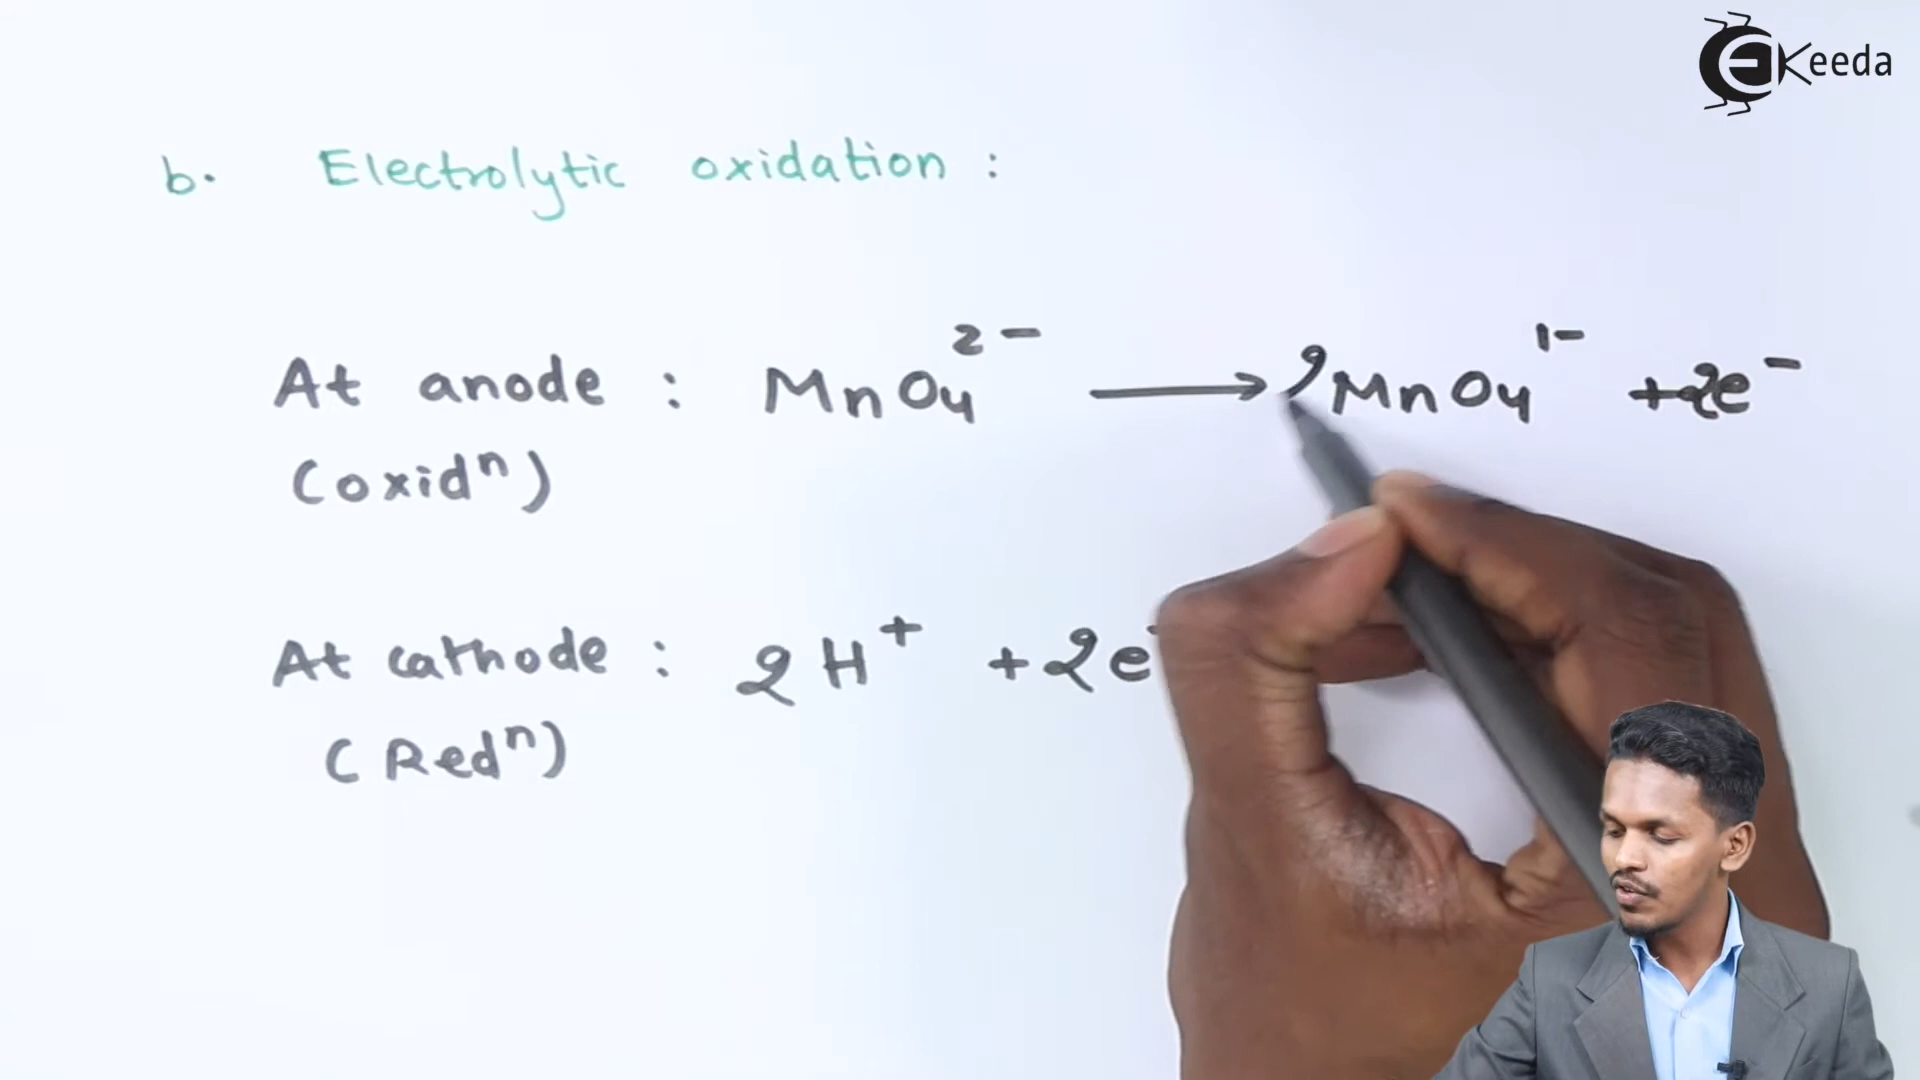 Keeda
b. Electrolytic oxidation :
At anode : MnO4 2- → 2MnO4 1- + 2e-
(oxidⁿ)
At cathode : 2H+ + 2e
(Redⁿ)